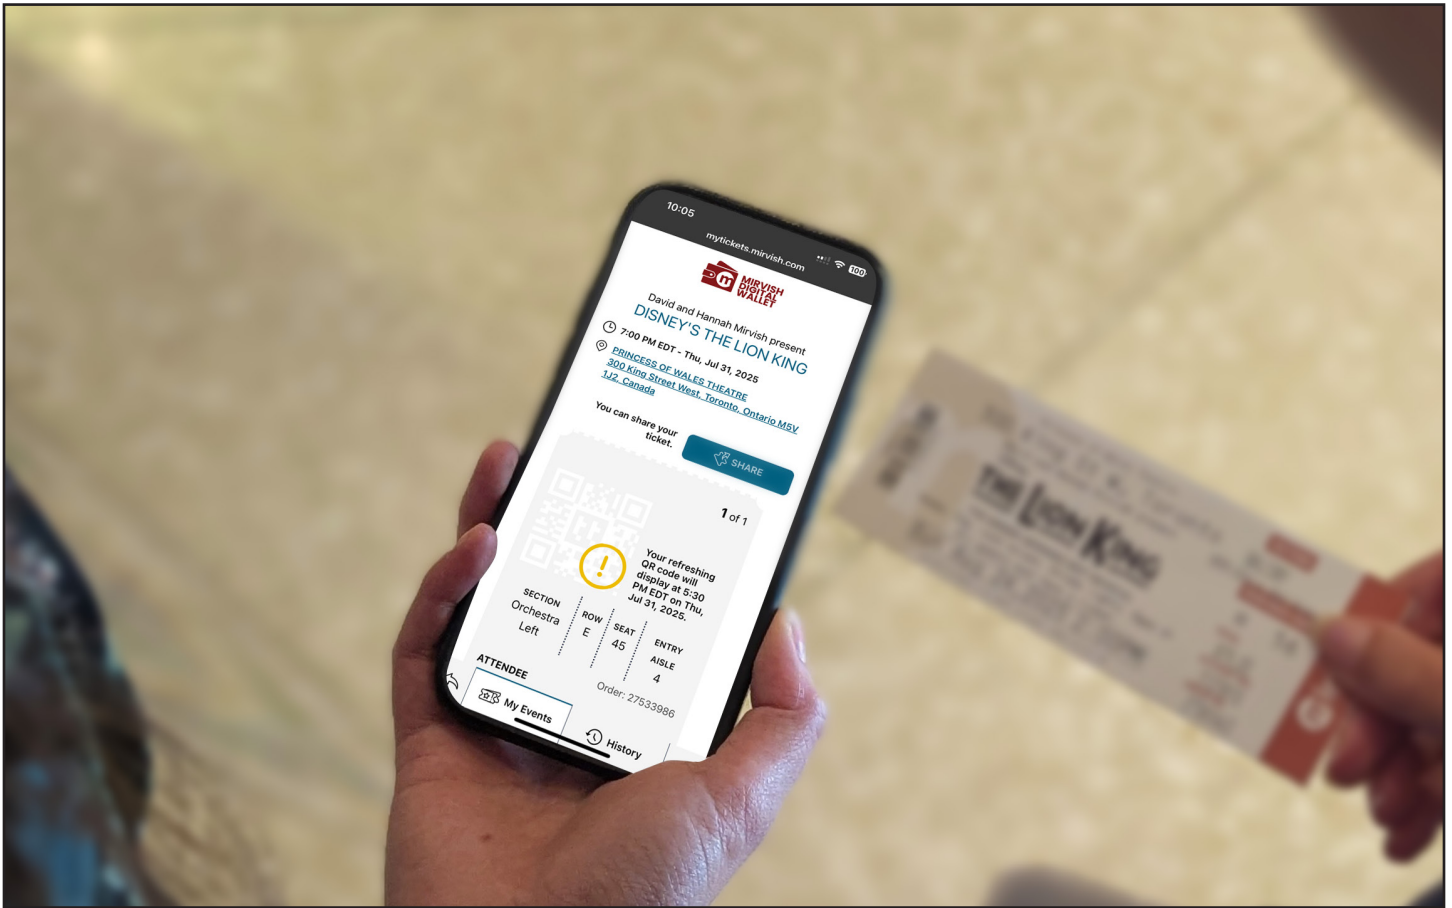 10:05
mytickets.mirvish.com
100
MIRVISH
DIGITAL
WALLET
David and Hannah Mirvish present
DISNEY'S THE LION KING
7:00 PM EDT - Thu, Jul 31, 2025
PRINCESS OF WALES THEATRE
300 King Street West, Toronto, Ontario M5V
1J2, Canada
You can share your
ticket.
SHARE
1 of 1
Your refreshing
QR code will
display at 5:30
PM EDT on Thu,
Jul 31, 2025.
SECTION
Orchestra
Left
ROW
E
SEAT
45
ENTRY
AISLE
4
ATTENDEE
Order: 27533986
My Events
History
THE LION KING